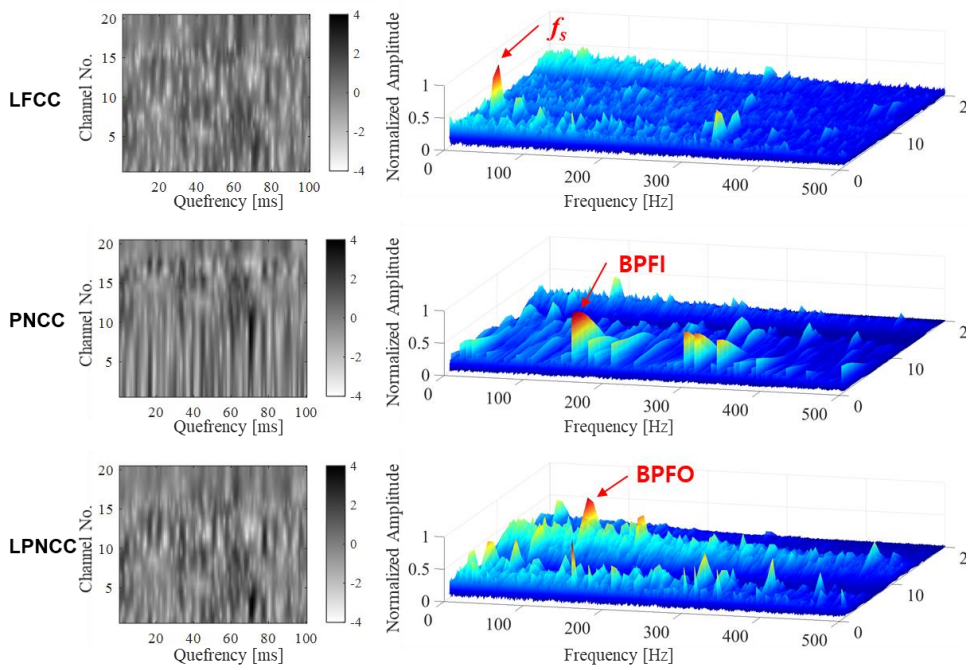 LFCC
Channel No.
20
15
10
5
20 40 60 80 100
Quefrency [ms]
4
2
0
-2
-4
Normalized Amplitude
1
0.5
0
f_s
0 100 200 300 400 500
Frequency [Hz]
0
10
2
PNCC
Channel No.
20
15
10
5
20 40 60 80 100
Quefrency [ms]
4
2
0
-2
-4
Normalized Amplitude
1
0.5
0
BPFI
0 100 200 300 400 500
Frequency [Hz]
0
10
2
LPNCC
Channel No.
20
15
10
5
20 40 60 80 100
Quefrency [ms]
4
2
0
-2
-4
Normalized Amplitude
1
0.5
0
BPFO
0 100 200 300 400 500
Frequency [Hz]
0
10
2